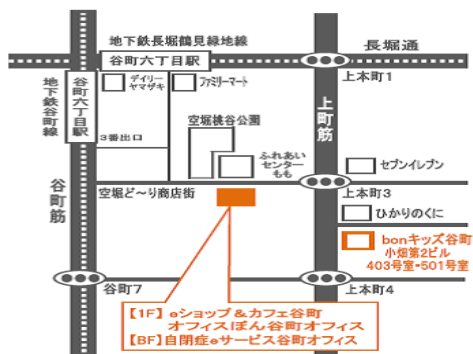 地下鉄長堀鶴見緑地線
長堀通
谷町六丁目駅
上本町1
地下鉄谷町線
谷町六丁目駅
デイリー
ヤマザキ
ファミリーマート
3番出口
空堀桃谷公園
上町筋
ふれあい
センター
もも
セブンイレブン
谷町筋
空堀ど〜り商店街
上本町3
ひかりのくに
bonキッズ谷町
小畑第2ビル
403号室・501号室
谷町7
上本町4
【1F】eショップ&カフェ谷町
オフィスぼん谷町オフィス
【BF】自閉症eサービス谷町オフィス